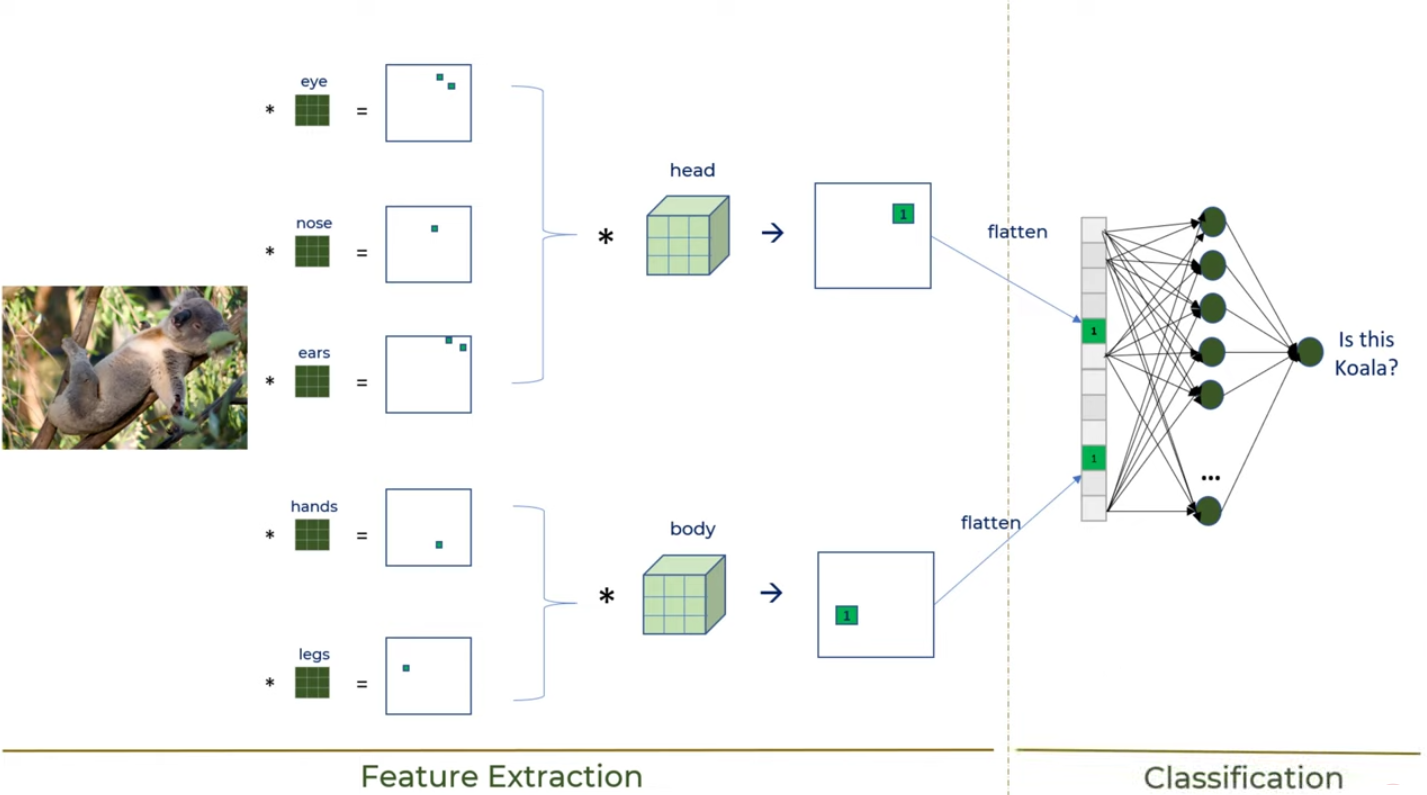 eye
* =
nose
* =
ears
* =
head
* →
1
flatten
hands
* =
legs
* =
body
* →
1
flatten
1
1
...
Is this
Koala?
Feature Extraction
Classification